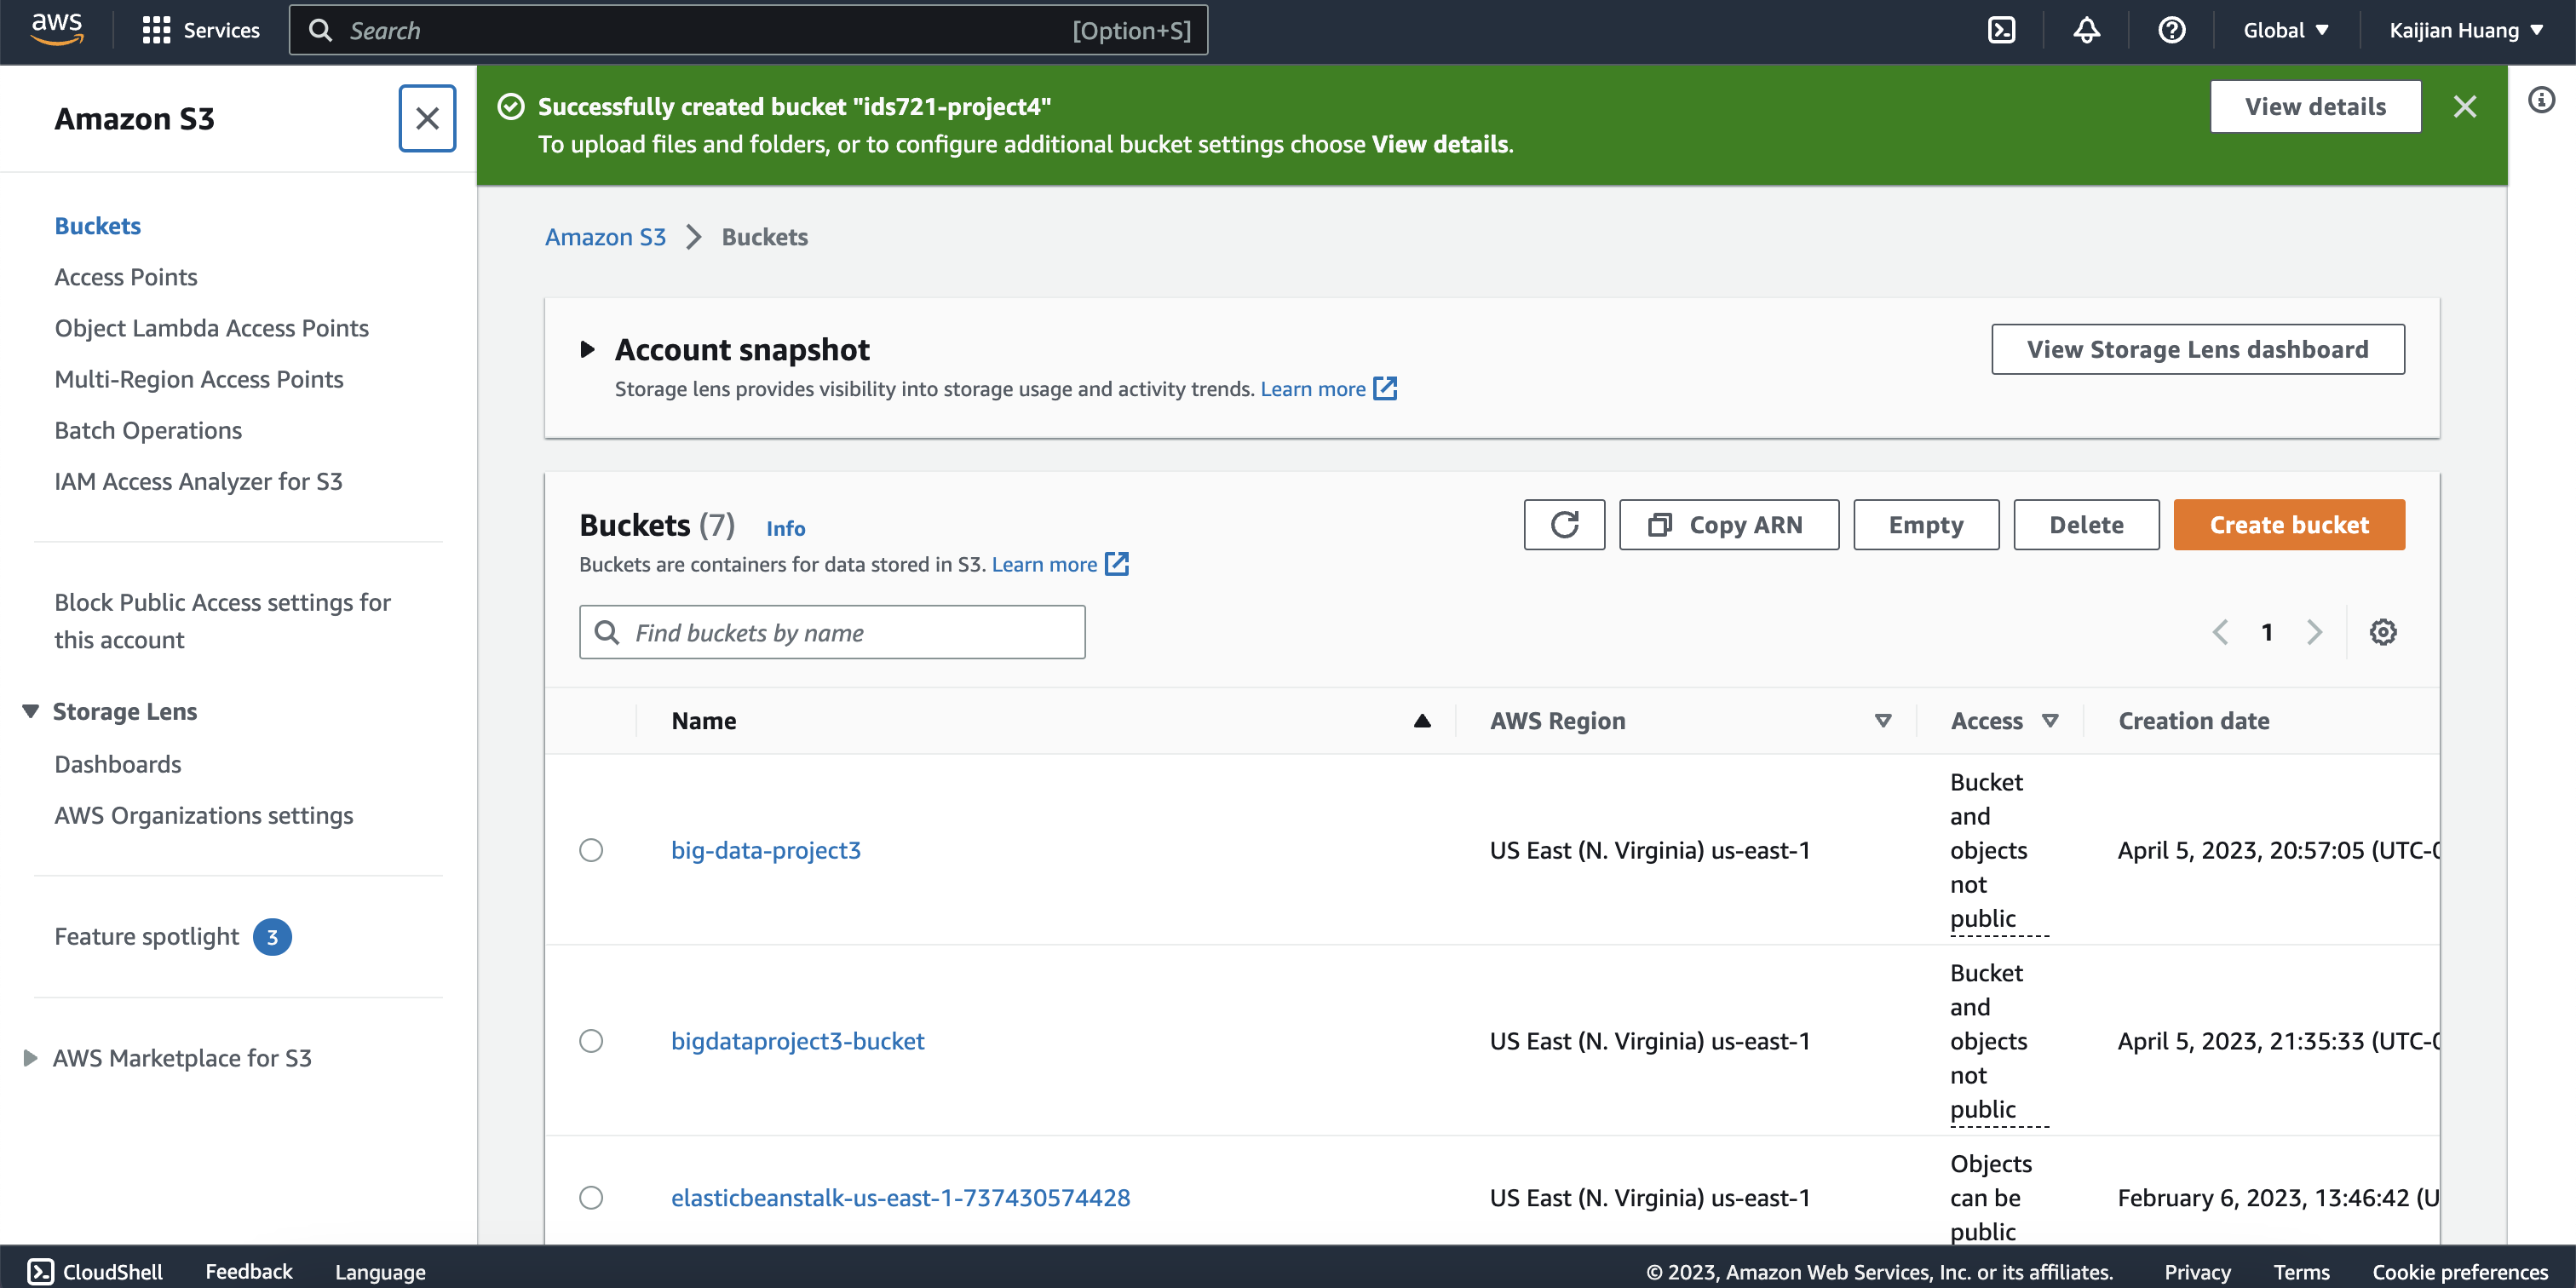 aws
Services
Search
[Option+S]
Global
Kaijian Huang
Amazon S3
Buckets
Access Points
Object Lambda Access Points
Multi-Region Access Points
Batch Operations
IAM Access Analyzer for S3
Block Public Access settings for
this account
Storage Lens
Dashboards
AWS Organizations settings
Feature spotlight 3
AWS Marketplace for S3
Successfully created bucket "ids721-project4"
To upload files and folders, or to configure additional bucket settings choose View details.
View details
Amazon S3 Buckets
Account snapshot
Storage lens provides visibility into storage usage and activity trends. Learn more
View Storage Lens dashboard
Buckets (7) Info
Buckets are containers for data stored in S3. Learn more
Copy ARN
Empty
Delete
Create bucket
Find buckets by name
1
Name
AWS Region
Access
Creation date
big-data-project3
US East (N. Virginia) us-east-1
Bucket
and
objects
not
public
April 5, 2023, 20:57:05 (UTC-0
bigdataproject3-bucket
US East (N. Virginia) us-east-1
Bucket
and
objects
not
public
April 5, 2023, 21:35:33 (UTC-0
elasticbeanstalk-us-east-1-737430574428
US East (N. Virginia) us-east-1
Objects
can be
public
February 6, 2023, 13:46:42 (U
CloudShell
Feedback
Language
© 2023, Amazon Web Services, Inc. or its affiliates.
Privacy
Terms
Cookie preferences